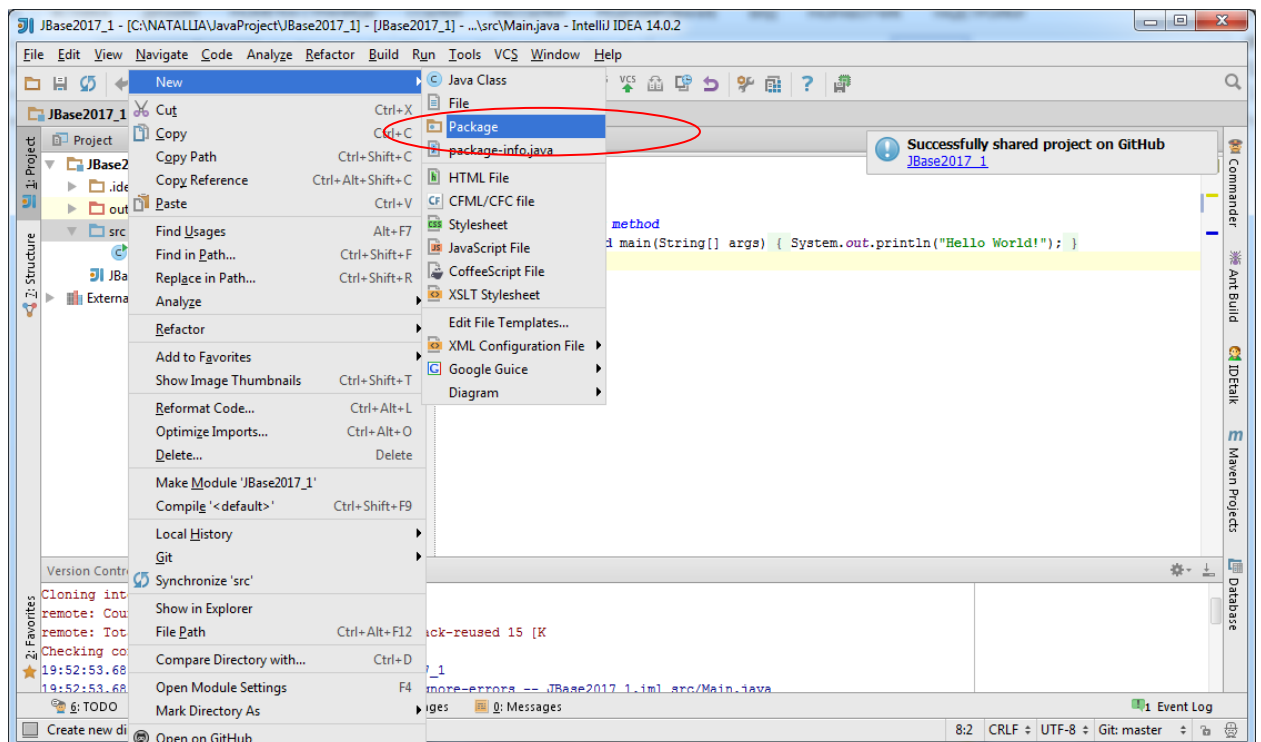 JBase2017_1 - [C:\NATALLIA\JavaProject\JBase2017_1] - [JBase2017_1] - ...\src\Main.java - IntelliJ IDEA 14.0.2
File Edit View Navigate Code Analyze Refactor Build Run Tools VCS Window Help
JBase2017_1
1: Project
Project
JBase2
.ide
out
src
JBa
Externa
7: Structure
2: Favorites
New
Cut Ctrl+X
Copy Ctrl+C
Copy Path Ctrl+Shift+C
Copy Reference Ctrl+Alt+Shift+C
Paste Ctrl+V
Find Usages Alt+F7
Find in Path... Ctrl+Shift+F
Replace in Path... Ctrl+Shift+R
Analyze
Refactor
Add to Favorites
Show Image Thumbnails Ctrl+Shift+T
Reformat Code... Ctrl+Alt+L
Optimize Imports... Ctrl+Alt+O
Delete... Delete
Make Module 'JBase2017_1'
Compile '<default>' Ctrl+Shift+F9
Local History
Git
Synchronize 'src'
Show in Explorer
File Path Ctrl+Alt+F12
Compare Directory with... Ctrl+D
Open Module Settings F4
Mark Directory As
Open on GitHub
Java Class
File
Package
package-info.java
HTML File
CFML/CFC file
Stylesheet
JavaScript File
CoffeeScript File
XSLT Stylesheet
Edit File Templates...
XML Configuration File
Google Guice
Diagram
VCS
Successfully shared project on GitHub
JBase2017_1
method
main(String[] args) { System.out.println("Hello World!"); }
Commander
Ant Build
IDEtalk
Maven Projects
Database
Version Contr
Cloning int
remote: Cou
remote: Tot ack-reused 15 [K
Checking co
19:52:53.68 7_1
19:52:53.68 nore-errors -- JBase2017_1.iml src/Main.java
6: TODO ages 0: Messages 1 Event Log
Create new di 8:2 CRLF UTF-8 Git: master